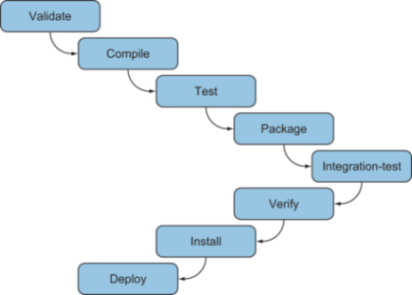 Validate
Compile
Test
Package
Integration-test
Verify
Install
Deploy